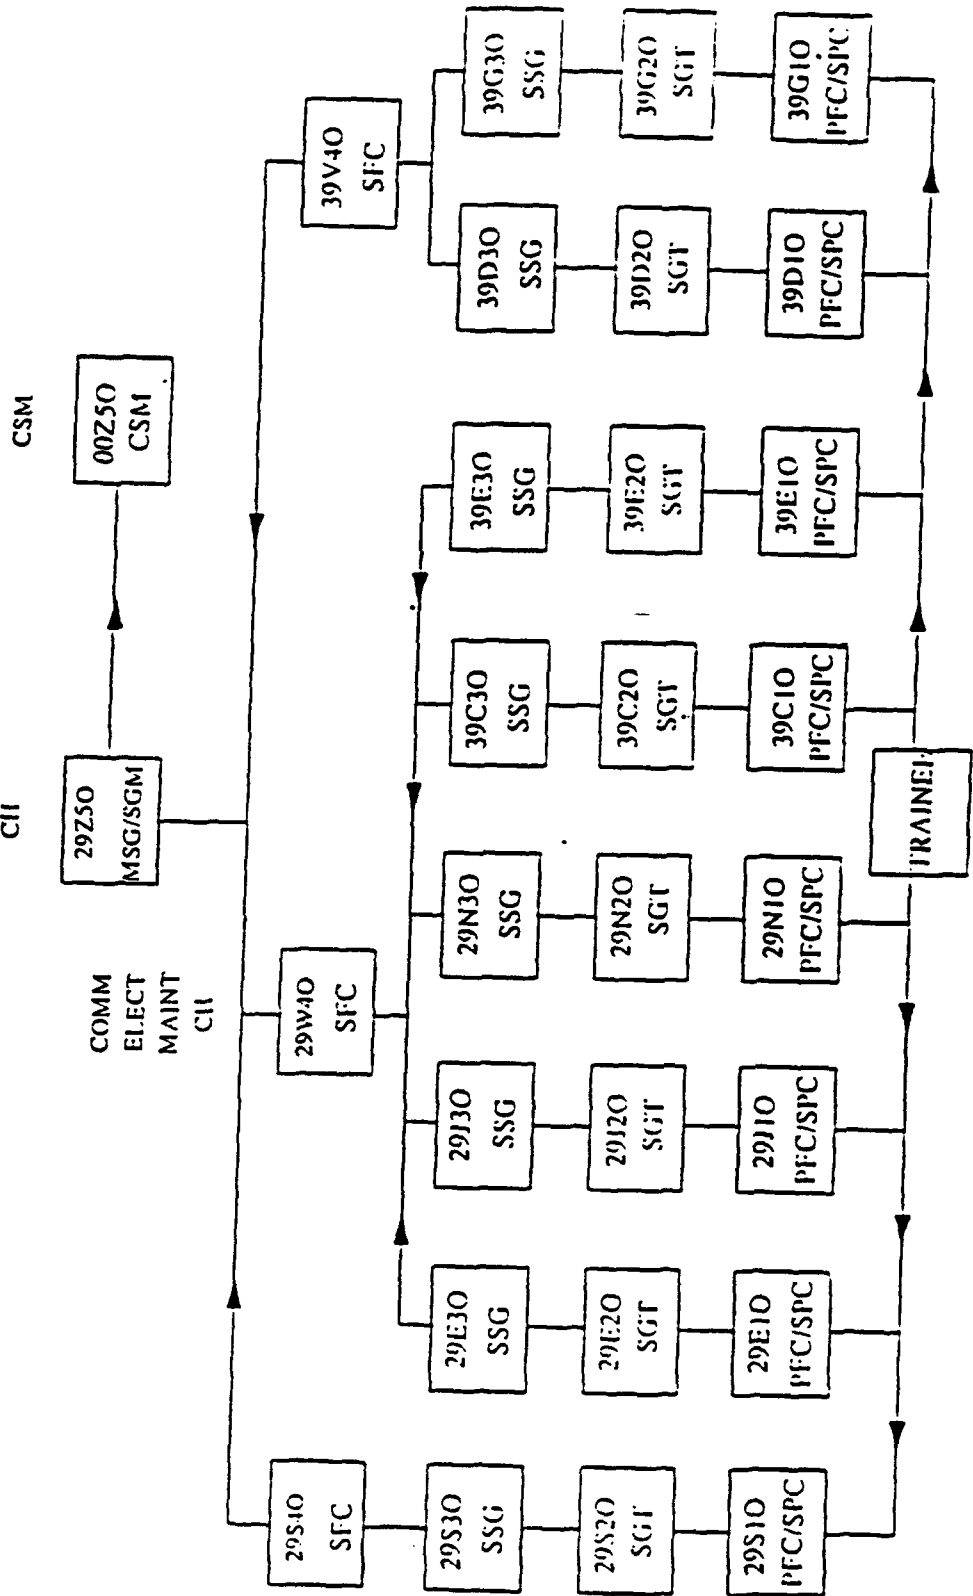 CSM
CH
COMM
ELECT
MAINT
CH
29Z5O
MSG/SGM
00Z5O
CSM
29S4O
SFC
29W4O
SFC
39V4O
SFC
29S3O
SSG
29E3O
SSG
29J3O
SSG
29N3O
SSG
39C3O
SSG
39E3O
SSG
39D3O
SSG
39G3O
SSG
29S2O
SGT
29E2O
SGT
29J2O
SGT
29N2O
SGT
39C2O
SGT
39E2O
SGT
39D2O
SGT
39G2O
SGT
29S1O
PFC/SPC
29E1O
PFC/SPC
29J1O
PFC/SPC
29N1O
PFC/SPC
39C1O
PFC/SPC
39E1O
PFC/SPC
39D1O
PFC/SPC
39G1O
PFC/SPC
TRAINEE